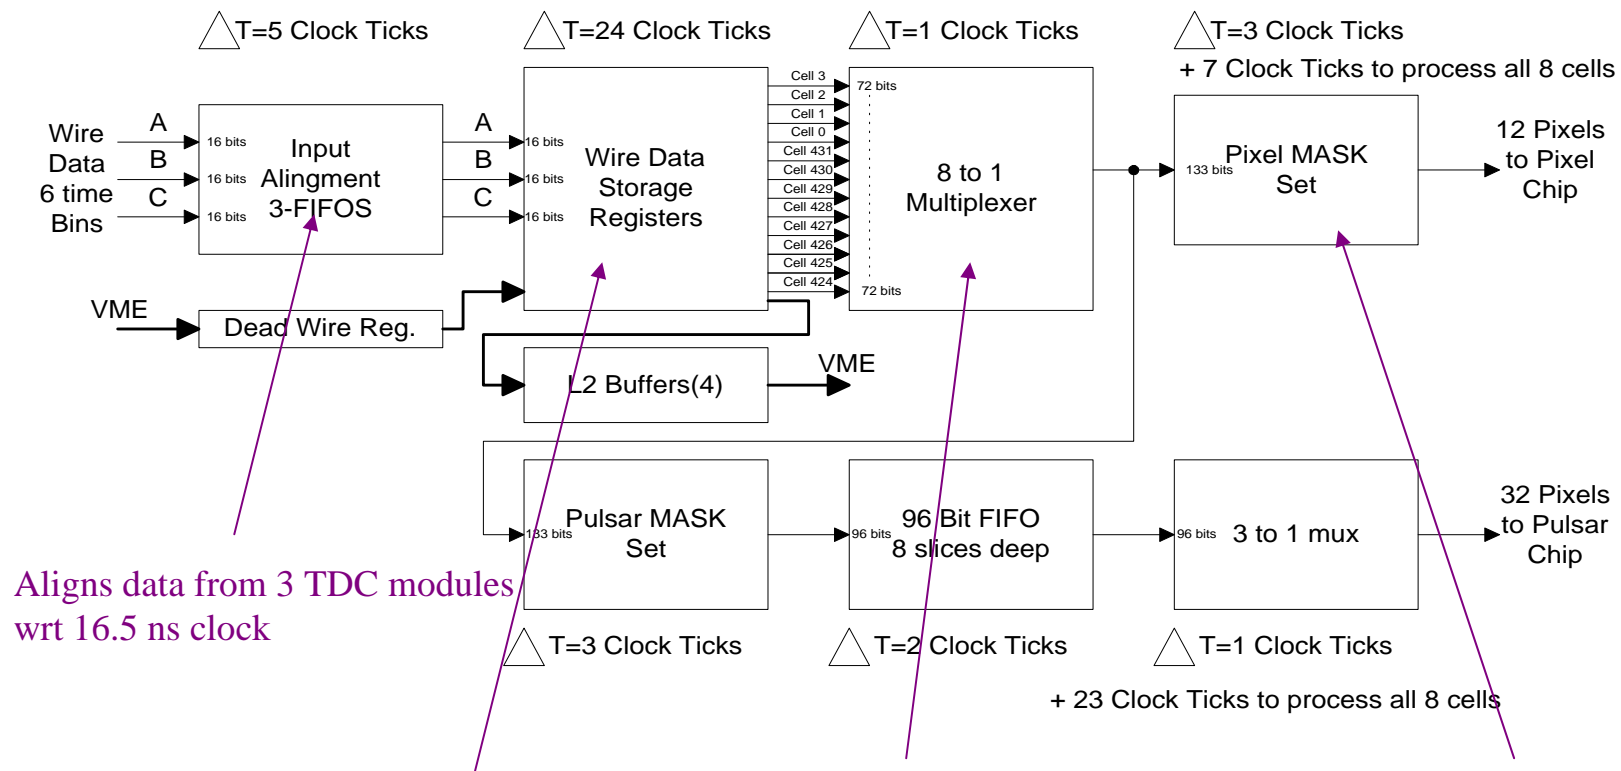 △T=5 Clock Ticks
△T=24 Clock Ticks
△T=1 Clock Ticks
△T=3 Clock Ticks
+ 7 Clock Ticks to process all 8 cells
Wire
Data
6 time
Bins
A
B
C
16 bits
16 bits
16 bits
Input
Alingment
3-FIFOS
A
B
C
16 bits
16 bits
16 bits
Wire Data
Storage
Registers
Cell 3
Cell 2
Cell 1
Cell 0
Cell 431
Cell 430
Cell 429
Cell 428
Cell 427
Cell 426
Cell 425
Cell 424
72 bits
72 bits
8 to 1
Multiplexer
133 bits
Pixel MASK
Set
12 Pixels
to Pixel
Chip
VME
Dead Wire Reg.
L2 Buffers(4)
VME
133 bits
Pulsar MASK
Set
96 bits
96 Bit FIFO
8 slices deep
96 bits
3 to 1 mux
32 Pixels
to Pulsar
Chip
Aligns data from 3 TDC modules
wrt 16.5 ns clock
△T=3 Clock Ticks
△T=2 Clock Ticks
△T=1 Clock Ticks
+ 23 Clock Ticks to process all 8 cells